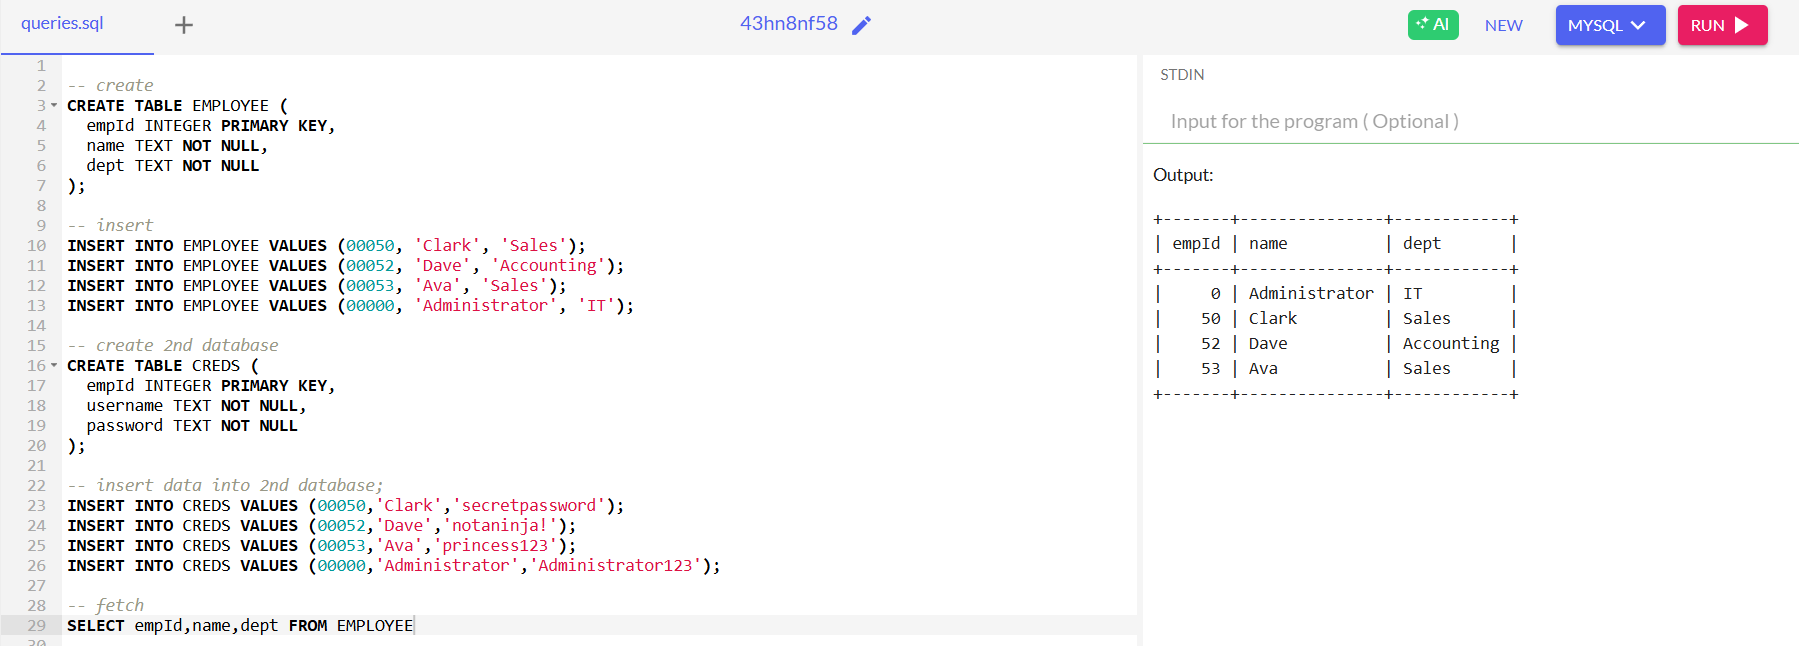 queries.sql
+
43hn8nf58
AI
NEW
MYSQL
RUN
1
2 -- create
3 CREATE TABLE EMPLOYEE (
4   empId INTEGER PRIMARY KEY,
5   name TEXT NOT NULL,
6   dept TEXT NOT NULL
7 );
8
9 -- insert
10 INSERT INTO EMPLOYEE VALUES (00050, 'Clark', 'Sales');
11 INSERT INTO EMPLOYEE VALUES (00052, 'Dave', 'Accounting');
12 INSERT INTO EMPLOYEE VALUES (00053, 'Ava', 'Sales');
13 INSERT INTO EMPLOYEE VALUES (00000, 'Administrator', 'IT');
14
15 -- create 2nd database
16 CREATE TABLE CREDS (
17   empId INTEGER PRIMARY KEY,
18   username TEXT NOT NULL,
19   password TEXT NOT NULL
20 );
21
22 -- insert data into 2nd database;
23 INSERT INTO CREDS VALUES (00050,'Clark','secretpassword');
24 INSERT INTO CREDS VALUES (00052,'Dave','notaninja!');
25 INSERT INTO CREDS VALUES (00053,'Ava','princess123');
26 INSERT INTO CREDS VALUES (00000,'Administrator','Administrator123');
27
28 -- fetch
29 SELECT empId,name,dept FROM EMPLOYEE
30
STDIN
Input for the program ( Optional )
Output:
+-------+---------------+------------+
| empId | name          | dept       |
+-------+---------------+------------+
|     0 | Administrator | IT         |
|    50 | Clark         | Sales      |
|    52 | Dave          | Accounting |
|    53 | Ava           | Sales      |
+-------+---------------+------------+